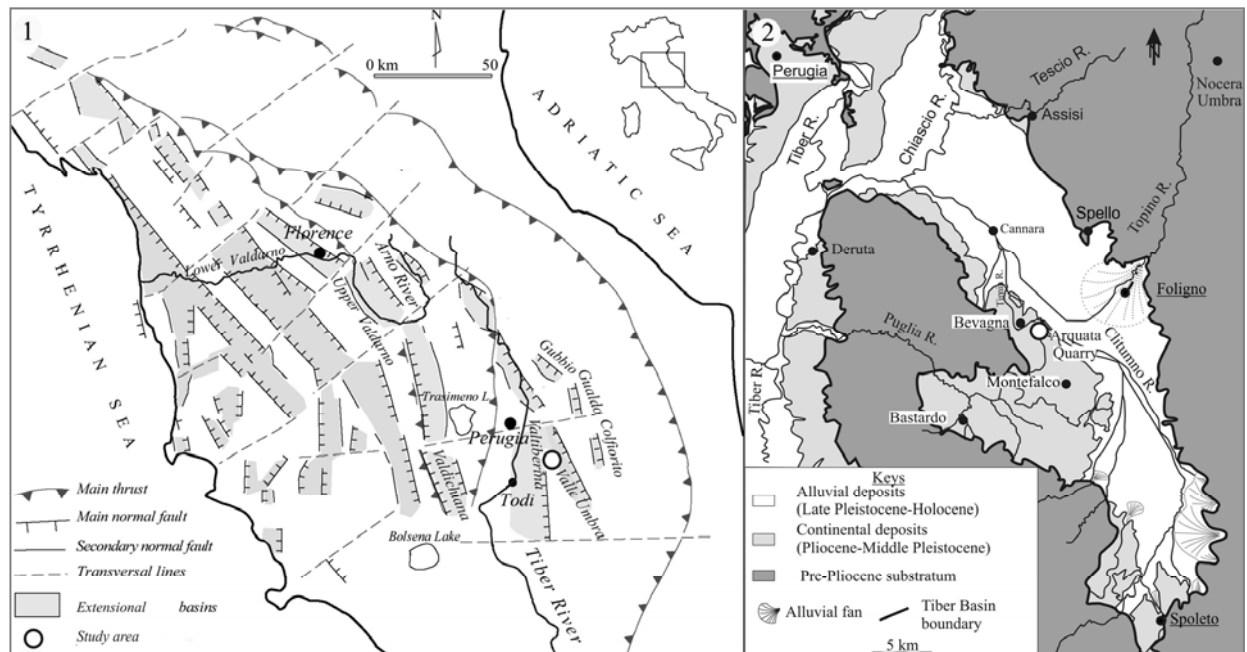 1
N
0 km 50
ADRIATIC SEA
TYRRHENIAN SEA
Florence
Lower Valdarno
Upper Valdarno
Arno River
Gubbio
Gualdo
Colfiorito
Trasimeno L.
Perugia
Valtiberina
Valle Umbra
Valdichiana
Todi
Bolsena Lake
Tiber River
Main thrust
Main normal fault
Secondary normal fault
Transversal lines
Extensional basins
Study area
2
N
Perugia
Tescio R.
Nocera
Umbra
Assisi
Tiber R.
Chiascio R.
Topino R.
Spello
Cannara
Deruta
Foligno
Bevagna
Arquata
Quarry
Puglia R.
Clitumno R.
Montefalco
Tiber R.
Bastardo
Keys
Alluvial deposits
(Late Pleistocene-Holocene)
Continental deposits
(Pliocene-Middle Pleistocene)
Pre-Pliocene substratum
Alluvial fan
Tiber Basin
boundary
5 km
Spoleto